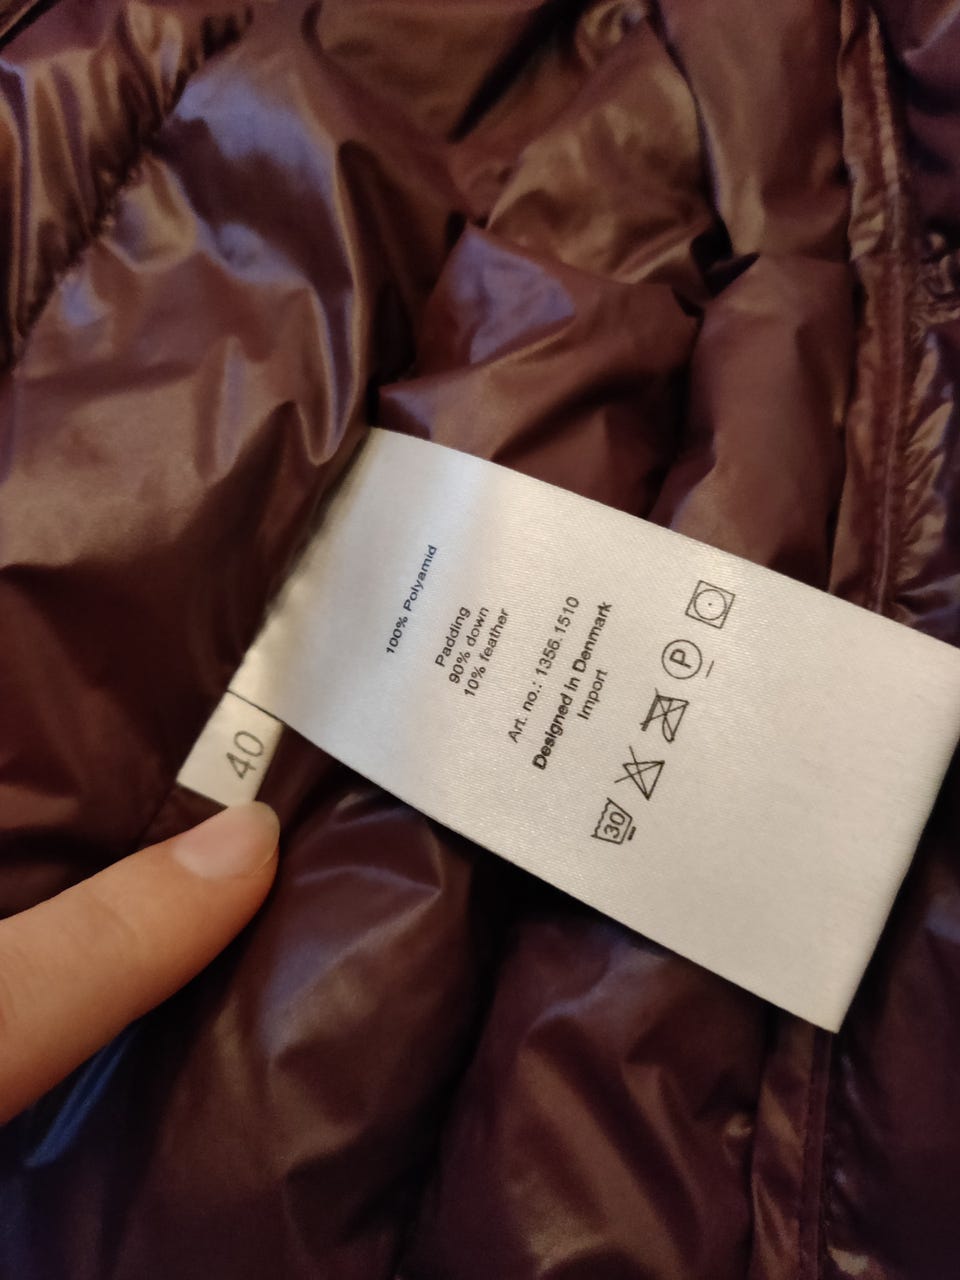 100% Polyamid
Padding
90% down
10% feather
Art. no.: 1356.1510
Designed in Denmark
Import
30
P
40